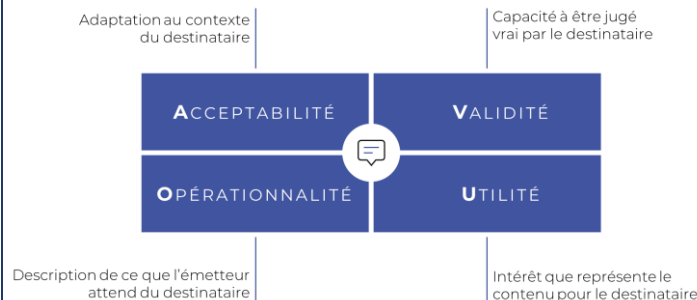 Adaptation au contexte
du destinataire
Capacité à être jugé
vrai par le destinataire
ACCEPTABILITÉ
VALIDITÉ
OPÉRATIONNALITÉ
UTILITÉ
Description de ce que l'émetteur
attend du destinataire
Intérêt que représente le
contenu pour le destinataire